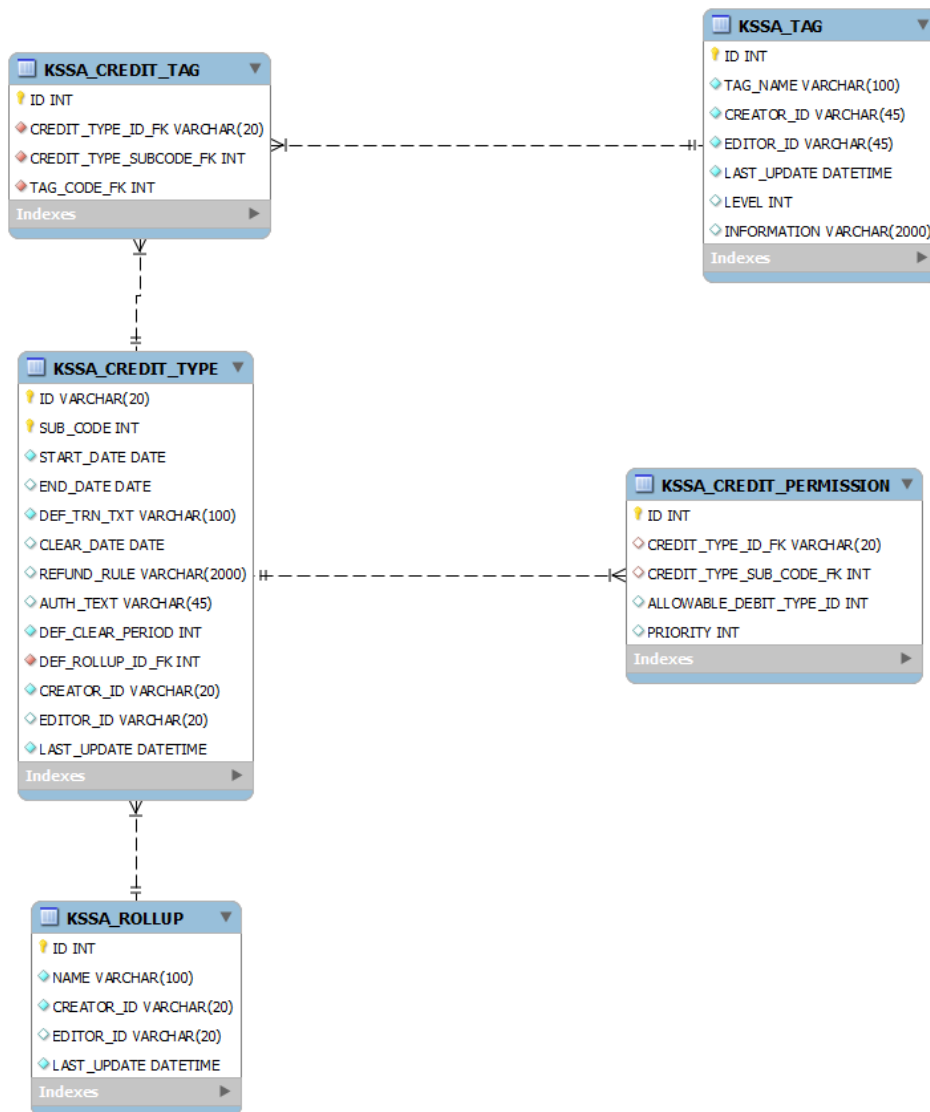 KSSA_CREDIT_TAG
ID INT
CREDIT_TYPE_ID_FK VARCHAR(20)
CREDIT_TYPE_SUBCODE_FK INT
TAG_CODE_FK INT
Indexes
KSSA_TAG
ID INT
TAG_NAME VARCHAR(100)
CREATOR_ID VARCHAR(45)
EDITOR_ID VARCHAR(45)
LAST_UPDATE DATETIME
LEVEL INT
INFORMATION VARCHAR(2000)
Indexes
KSSA_CREDIT_TYPE
ID VARCHAR(20)
SUB_CODE INT
START_DATE DATE
END_DATE DATE
DEF_TRN_TXT VARCHAR(100)
CLEAR_DATE DATE
REFUND_RULE VARCHAR(2000)
AUTH_TEXT VARCHAR(45)
DEF_CLEAR_PERIOD INT
DEF_ROLLUP_ID_FK INT
CREATOR_ID VARCHAR(20)
EDITOR_ID VARCHAR(20)
LAST_UPDATE DATETIME
Indexes
KSSA_CREDIT_PERMISSION
ID INT
CREDIT_TYPE_ID_FK VARCHAR(20)
CREDIT_TYPE_SUB_CODE_FK INT
ALLOWABLE_DEBIT_TYPE_ID INT
PRIORITY INT
Indexes
KSSA_ROLLUP
ID INT
NAME VARCHAR(100)
CREATOR_ID VARCHAR(20)
EDITOR_ID VARCHAR(20)
LAST_UPDATE DATETIME
Indexes